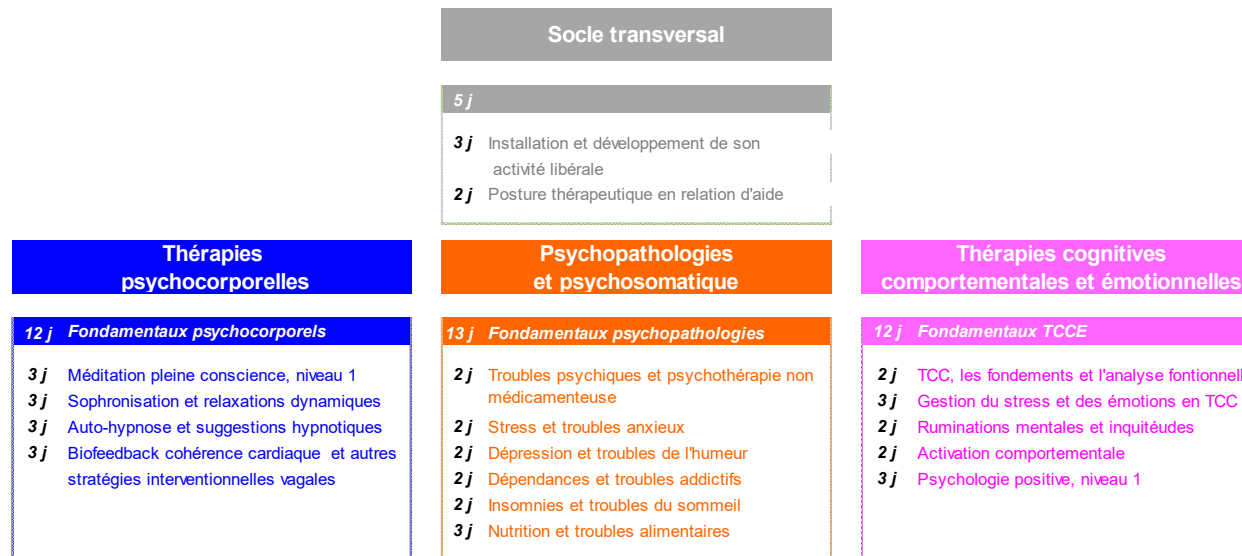 Socle transversal
5 j
3 j Installation et développement de son
activité libérale
2 j Posture thérapeutique en relation d'aide
Thérapies
psychocorporelles
12 j Fondamentaux psychocorporels
3 j Méditation pleine conscience, niveau 1
3 j Sophronisation et relaxations dynamiques
3 j Auto-hypnose et suggestions hypnotiques
3 j Biofeedback cohérence cardiaque et autres
stratégies interventionnelles vagales
Psychopathologies
et psychosomatique
13 j Fondamentaux psychopathologies
2 j Troubles psychiques et psychothérapie non
médicamenteuse
2 j Stress et troubles anxieux
2 j Dépression et troubles de l'humeur
2 j Dépendances et troubles addictifs
2 j Insomnies et troubles du sommeil
3 j Nutrition et troubles alimentaires
Thérapies cognitives
comportementales et émotionnelles
12 j Fondamentaux TCCE
2 j TCC, les fondements et l'analyse fontionnell
3 j Gestion du stress et des émotions en TCC
2 j Ruminations mentales et inquitéudes
2 j Activation comportementale
3 j Psychologie positive, niveau 1